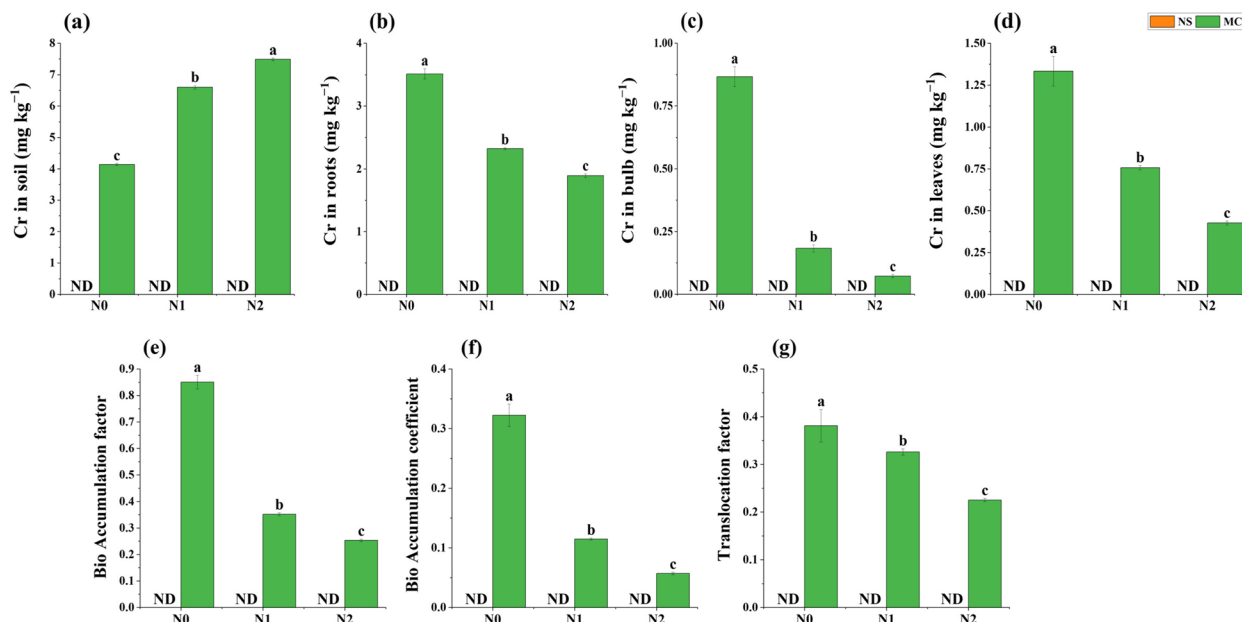 (a)
(b)
(c)
(d)
NS MC
Cr in soil (mg kg⁻¹)
8
7
6
5
4
3
2
1
0
c
b
a
ND ND ND
N0 N1 N2
Cr in roots (mg kg⁻¹)
4
3
2
1
0
a
b
c
ND ND ND
N0 N1 N2
Cr in bulb (mg kg⁻¹)
1.00
0.75
0.50
0.25
0.00
a
b
c
ND ND ND
N0 N1 N2
Cr in leaves (mg kg⁻¹)
1.50
1.25
1.00
0.75
0.50
0.25
0.00
a
b
c
ND ND ND
N0 N1 N2
(e)
Bio Accumulation factor
0.9
0.8
0.7
0.6
0.5
0.4
0.3
0.2
0.1
0.0
a
b
c
ND ND ND
N0 N1 N2
(f)
Bio Accumulation coefficient
0.4
0.3
0.2
0.1
0.0
a
b
c
ND ND ND
N0 N1 N2
(g)
Translocation factor
0.5
0.4
0.3
0.2
0.1
0.0
a
b
c
ND ND ND
N0 N1 N2